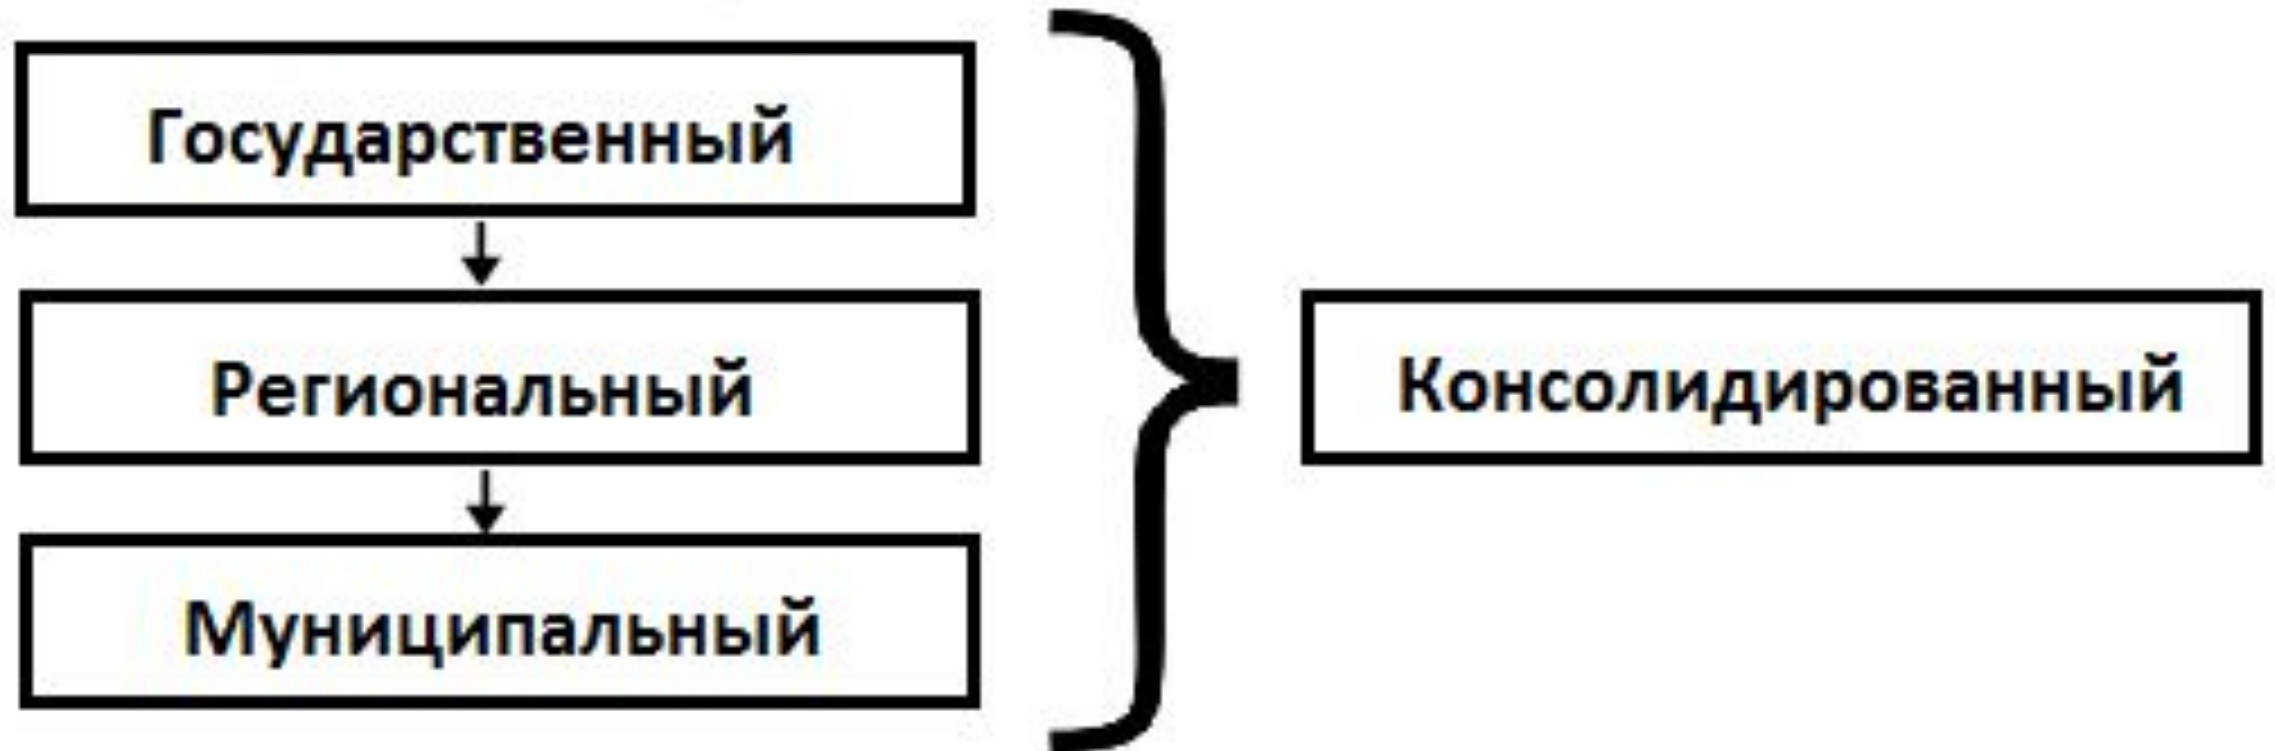 Государственный
Региональный
Муниципальный
Консолидированный